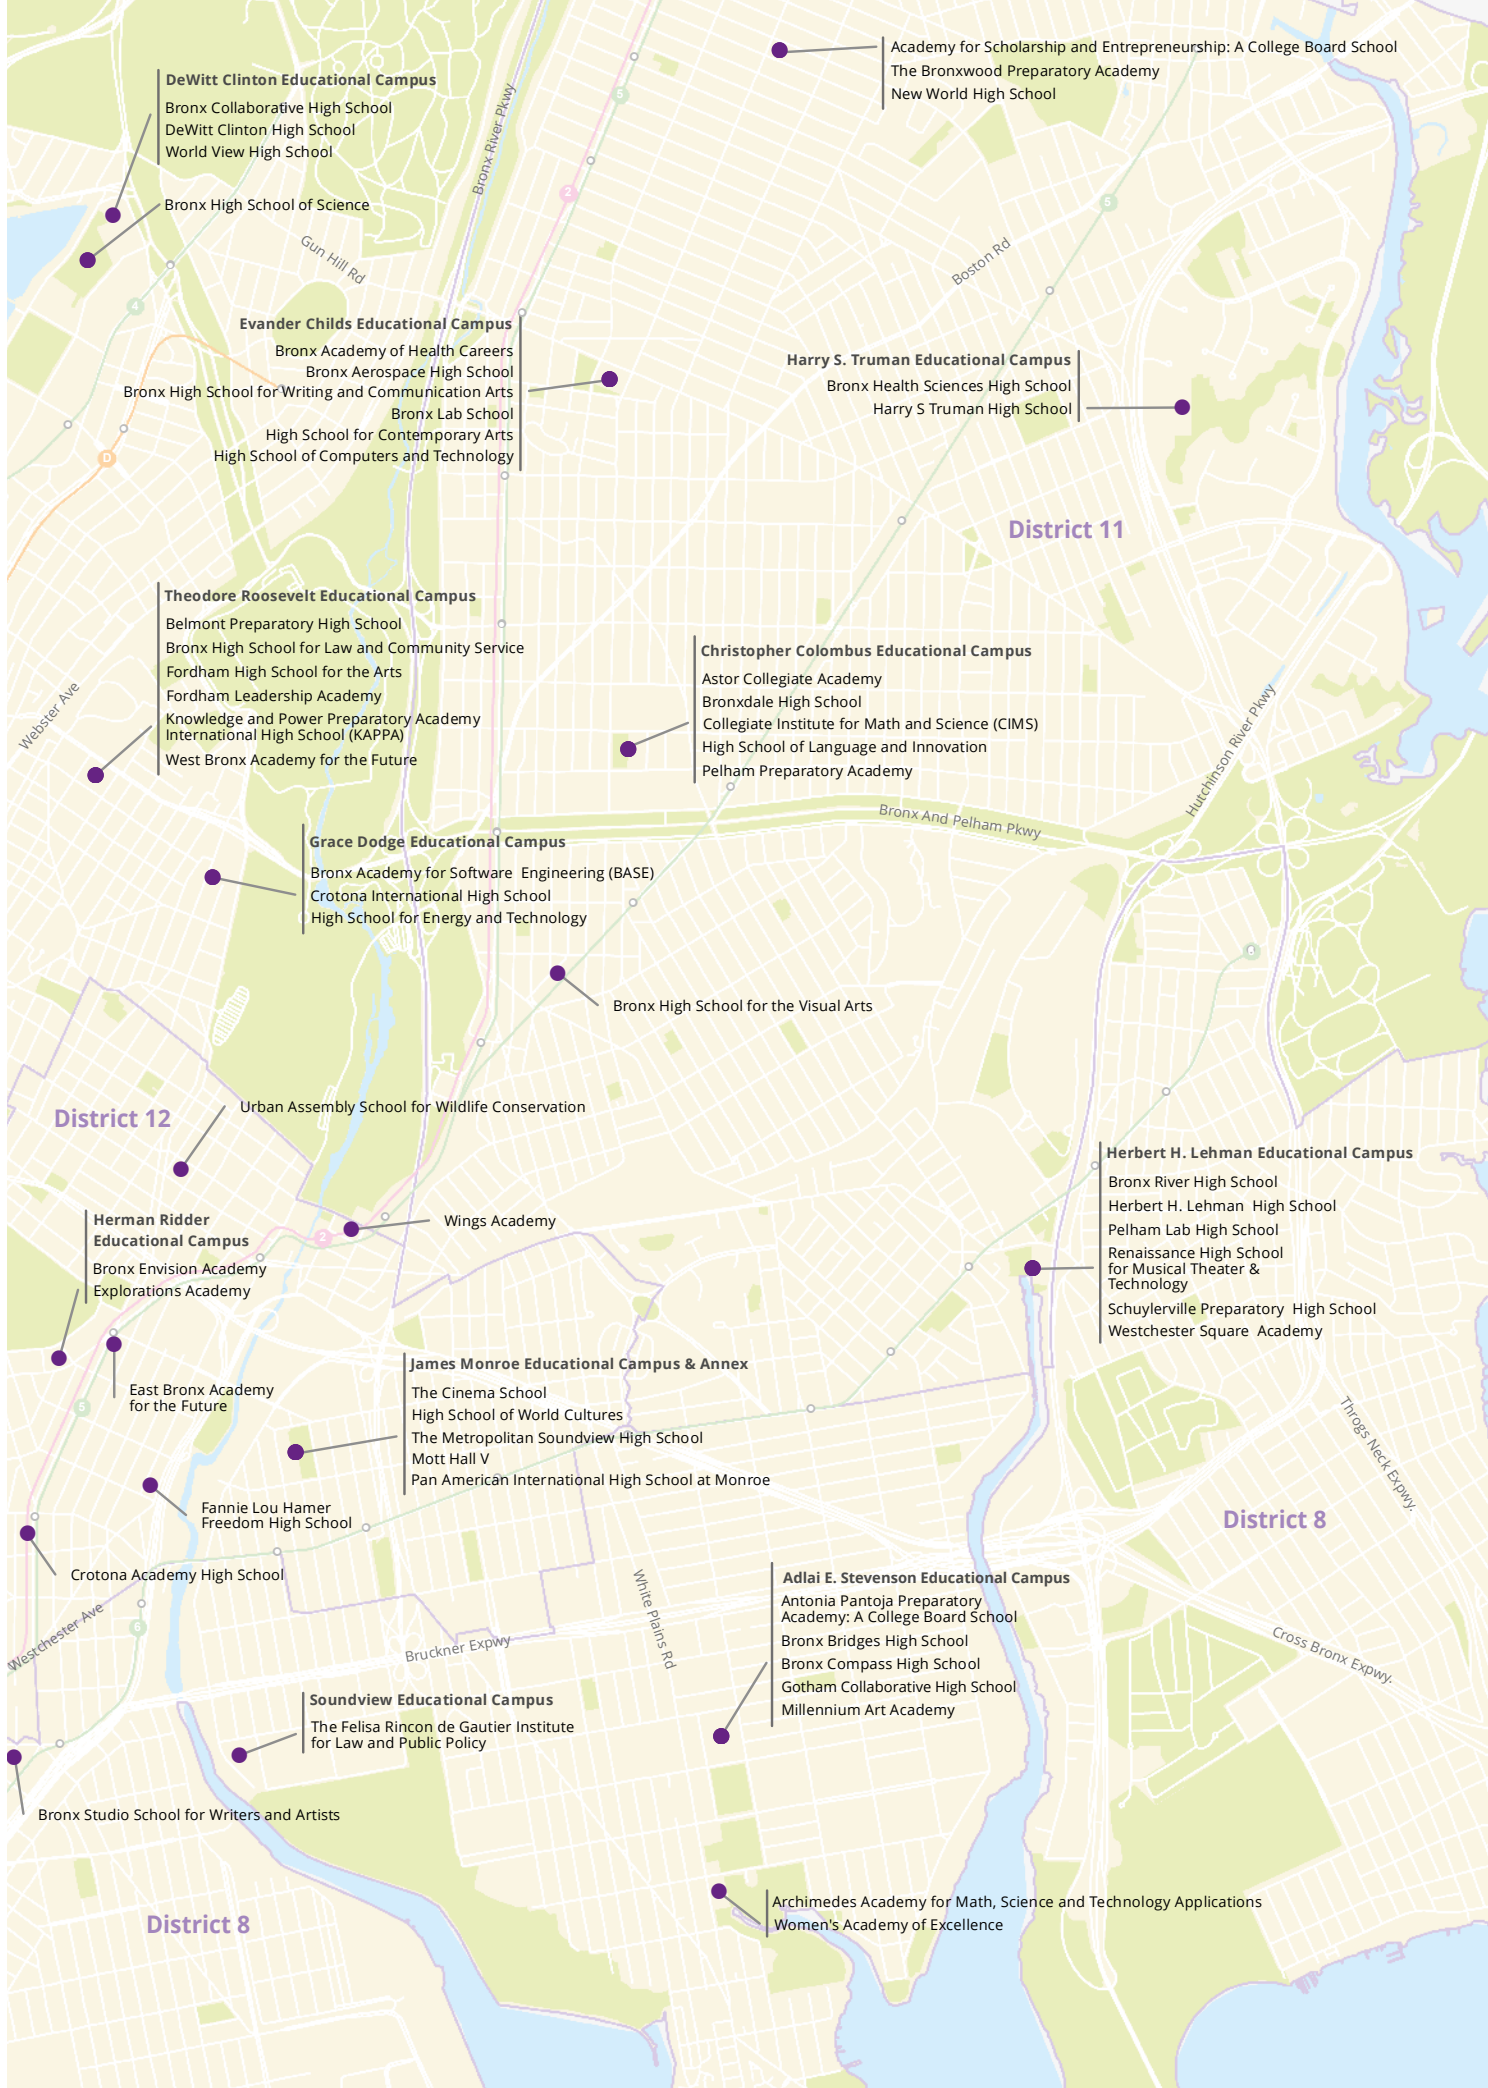 Academy for Scholarship and Entrepreneurship: A College Board School
The Bronxwood Preparatory Academy
New World High School
DeWitt Clinton Educational Campus
Bronx Collaborative High School
DeWitt Clinton High School
World View High School
Bronx High School of Science
Bronx River Pkwy
5
2
5
Gun Hill Rd
Boston Rd
4
Evander Childs Educational Campus
Bronx Academy of Health Careers
Bronx Aerospace High School
Bronx High School for Writing and Communication Arts
Bronx Lab School
High School for Contemporary Arts
High School of Computers and Technology
D
Harry S. Truman Educational Campus
Bronx Health Sciences High School
Harry S Truman High School
District 11
Theodore Roosevelt Educational Campus
Belmont Preparatory High School
Bronx High School for Law and Community Service
Fordham High School for the Arts
Fordham Leadership Academy
Knowledge and Power Preparatory Academy
International High School (KAPPA)
West Bronx Academy for the Future
Webster Ave
Christopher Colombus Educational Campus
Astor Collegiate Academy
Bronxdale High School
Collegiate Institute for Math and Science (CIMS)
High School of Language and Innovation
Pelham Preparatory Academy
Hutchinson River Pkwy
Bronx And Pelham Pkwy
Grace Dodge Educational Campus
Bronx Academy for Software  Engineering (BASE)
Crotona International High School
High School for Energy and Technology
6
Bronx High School for the Visual Arts
District 12
Urban Assembly School for Wildlife Conservation
Herbert H. Lehman Educational Campus
Bronx River High School
Herbert H. Lehman  High School
Pelham Lab High School
Renaissance High School
for Musical Theater &
Technology
Schuylerville Preparatory  High School
Westchester Square  Academy
Herman Ridder
Educational Campus
Bronx Envision Academy
Explorations Academy
2
Wings Academy
East Bronx Academy
for the Future
5
James Monroe Educational Campus & Annex
The Cinema School
High School of World Cultures
The Metropolitan Soundview High School
Mott Hall V
Pan American International High School at Monroe
Throgs Neck Expwy.
Fannie Lou Hamer
Freedom High School
District 8
Crotona Academy High School
Westchester Ave
6
Bruckner Expwy
White Plains Rd
Cross Bronx Expwy.
Adlai E. Stevenson Educational Campus
Antonia Pantoja Preparatory
Academy: A College Board School
Bronx Bridges High School
Bronx Compass High School
Gotham Collaborative High School
Millennium Art Academy
Soundview Educational Campus
The Felisa Rincon de Gautier Institute
for Law and Public Policy
Bronx Studio School for Writers and Artists
Archimedes Academy for Math, Science and Technology Applications
Women's Academy of Excellence
District 8